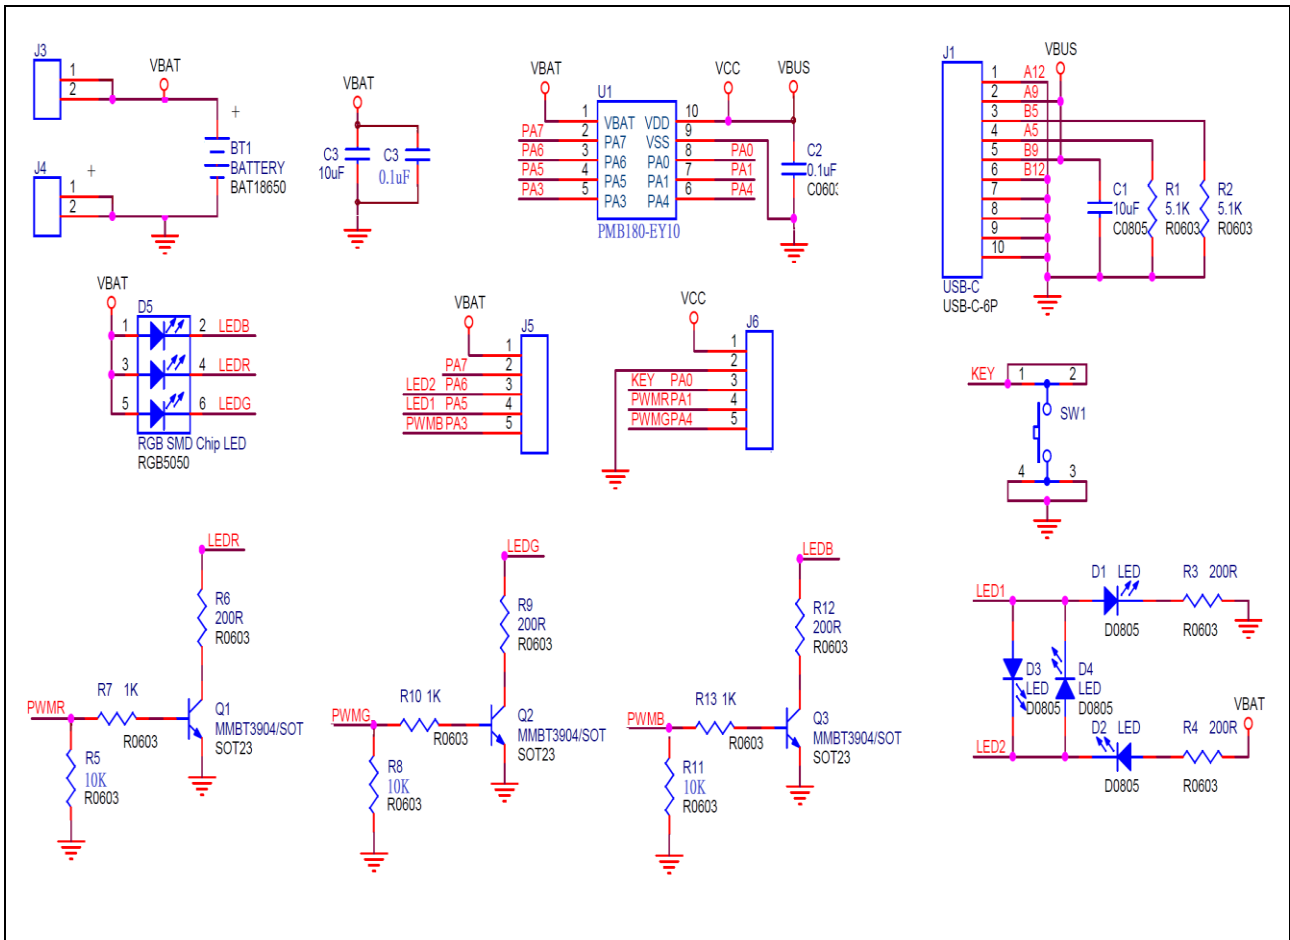 J3
1
2
VBAT
+
BT1
BATTERY
BAT18650
J4
+
1
2
VBAT
C3
10uF
C3
0.1uF
VBAT
U1
VCC
VBUS
1 VBAT VDD 10
PA7 2 PA7 VSS 9
PA6 3 PA6 PA0 8 PA0
PA5 4 PA5 PA1 7 PA1
PA3 5 PA3 PA4 6 PA4
PMB180-EY10
C2
0.1uF
C0603
J1
VBUS
1 A12
2 A9
3 B5
4 A5
5 B9
6 B12
7
8
9
10
USB-C
USB-C-6P
C1
10uF
C0805
R1
5.1K
R0603
R2
5.1K
R0603
VBAT
D5
1 2 LEDB
3 4 LEDR
5 6 LEDG
RGB SMD Chip LED
RGB5050
VBAT
J5
1
PA7 2
LED2 PA6 3
LED1 PA5 4
PWMB PA3 5
VCC
J6
1
2
KEY PA0 3
PWMR PA1 4
PWMG PA4 5
KEY
1 2
SW1
4 3
LEDR
R6
200R
R0603
PWMR
R7 1K
R0603
Q1
MMBT3904/SOT
SOT23
R5
10K
R0603
LEDG
R9
200R
R0603
PWMG
R10 1K
R0603
Q2
MMBT3904/SOT
SOT23
R8
10K
R0603
LEDB
R12
200R
R0603
PWMB
R13 1K
R0603
Q3
MMBT3904/SOT
SOT23
R11
10K
R0603
LED1
D1 LED
D0805
R3 200R
R0603
D3
LED
D0805
D4
LED
D0805
VBAT
LED2
D2 LED
D0805
R4 200R
R0603